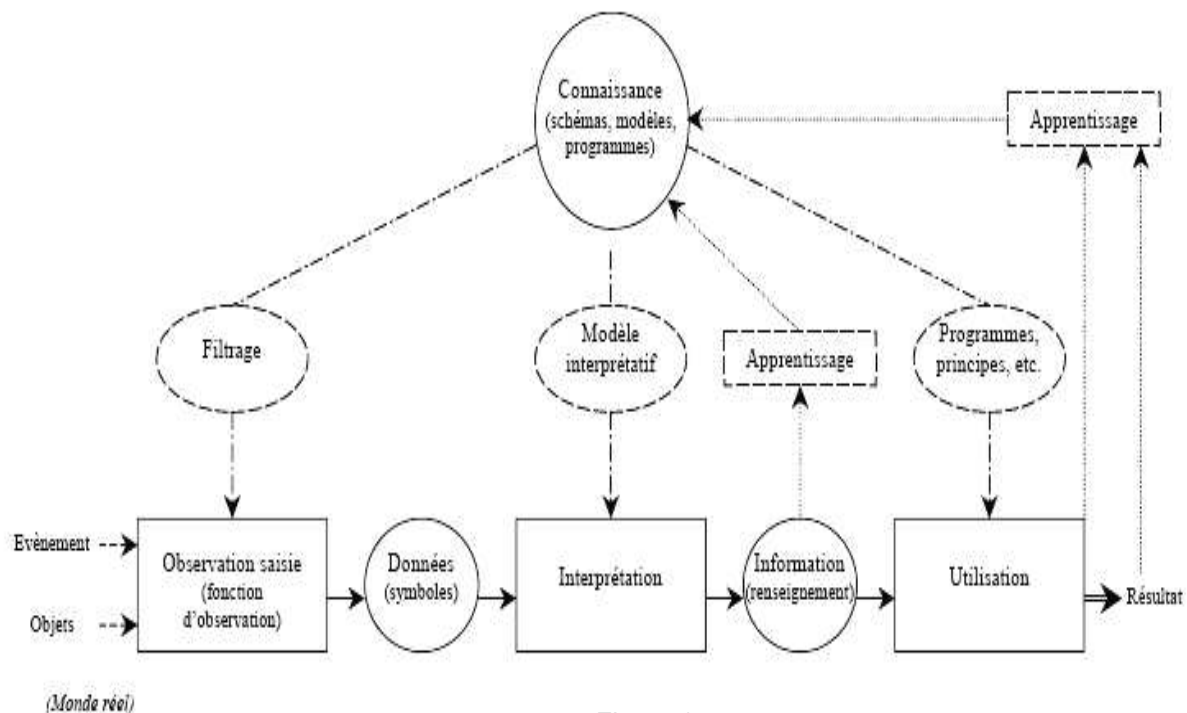 Connaissance
(schémas, modèles,
programmes)
Apprentissage
Filtrage
Modèle
interprétatif
Apprentissage
Programmes,
principes, etc.
Evènement
Objets
Observation saisie
(fonction
d'observation)
Données
(symboles)
Interprétation
Information
(renseignement)
Utilisation
Résultat
(Monde réel)